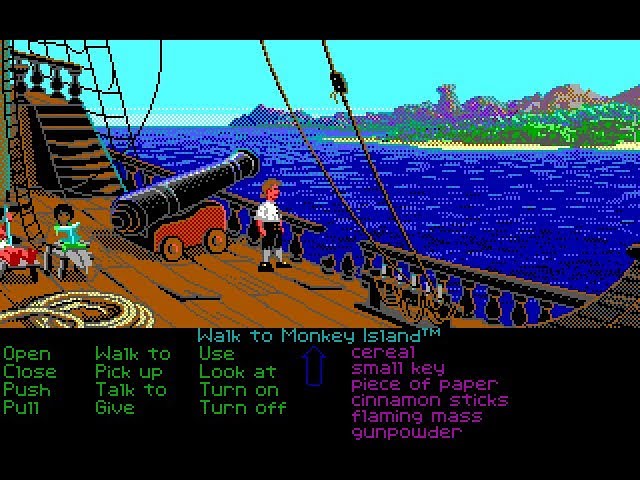 Walk to Monkey Island™
Open Walk to Use cereal
Close Pick up Look at small key
Push Talk to Turn on piece of paper
Pull Give Turn off cinnamon sticks
flaming mass
gunpowder